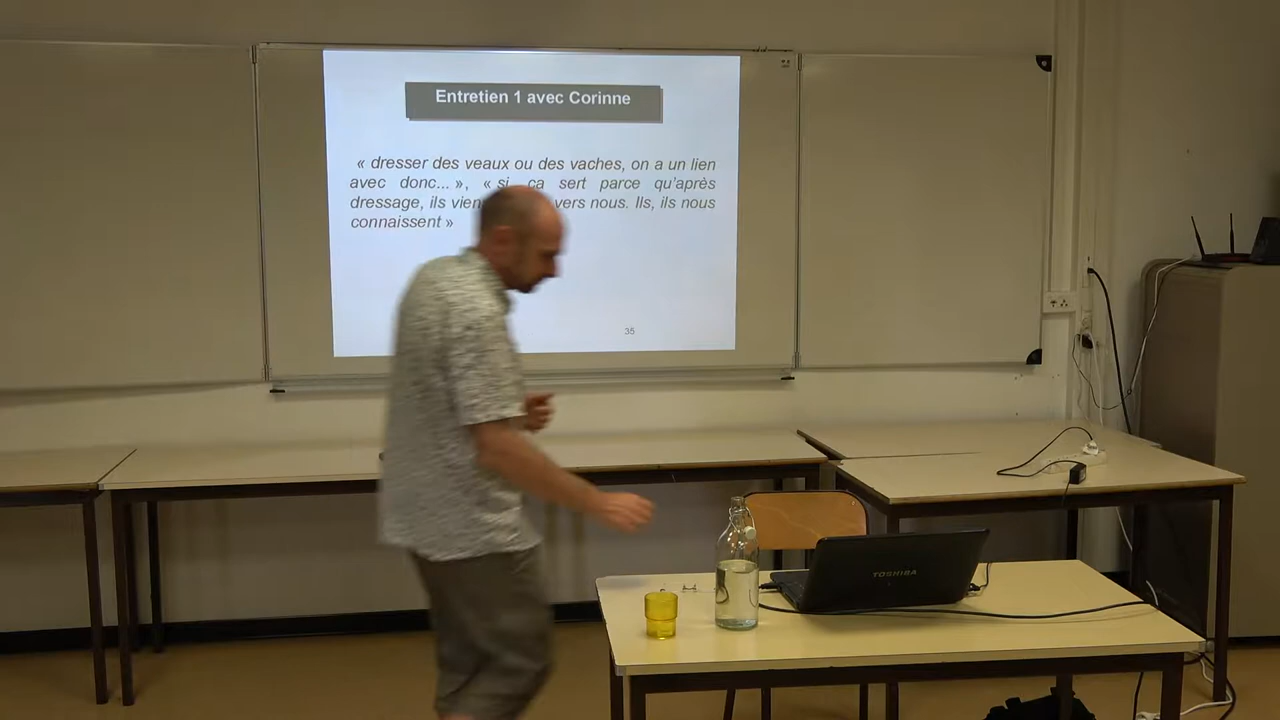 Entretien 1 avec Corinne
« dresser des veaux ou des vaches, on a un lien
avec donc... », « si, ça sert parce qu'après
dressage, ils vers nous. Ils, ils nous
connaissent »
35
TOSHIBA